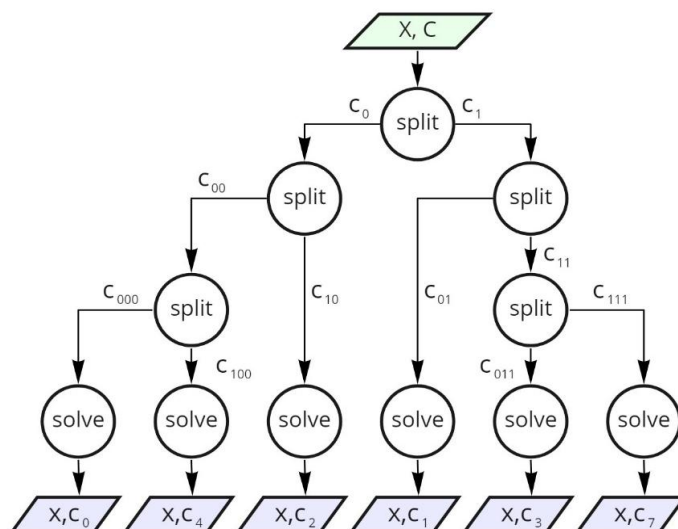 X, C
C₀
C₁
split
C₀₀
split
split
C₁₁
C₀₀₀
split
C₁₀
C₀₁
split
C₁₁₁
C₁₀₀
C₀₁₁
solve
solve
solve
solve
solve
solve
X,C₀
X,C₄
X,C₂
X,C₁
X,C₃
X,C₇